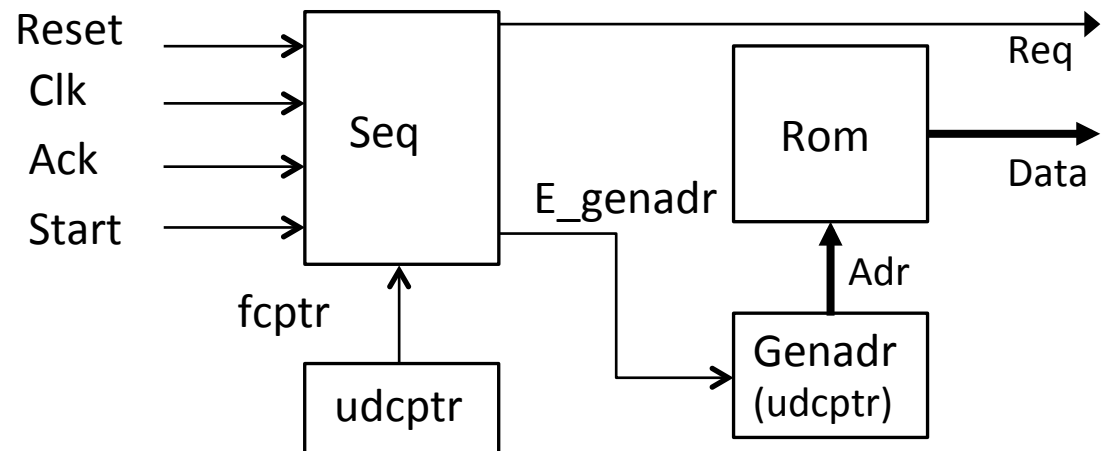 Reset
Clk
Ack
Start
Seq
Req
Rom
Data
E_genadr
Adr
fcptr
udcptr
Genadr
(udcptr)